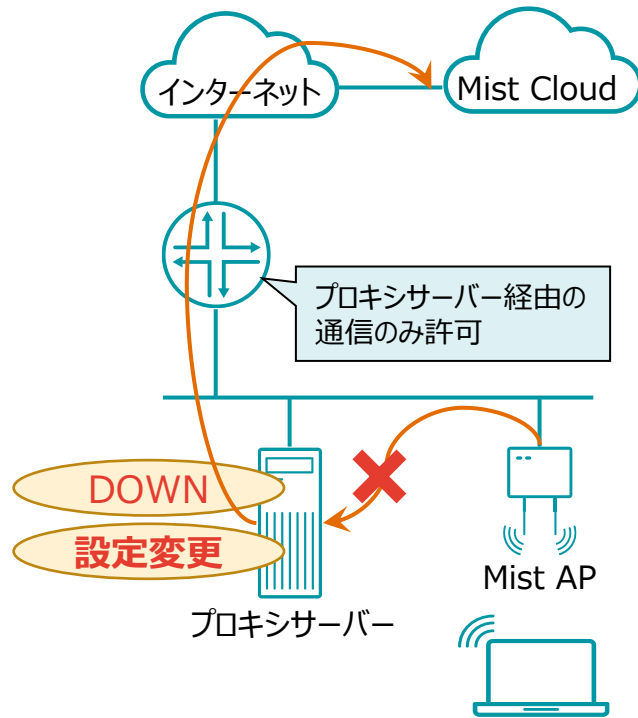 インターネット
Mist Cloud
プロキシサーバー経由の
通信のみ許可
DOWN
設定変更
プロキシサーバー
Mist AP